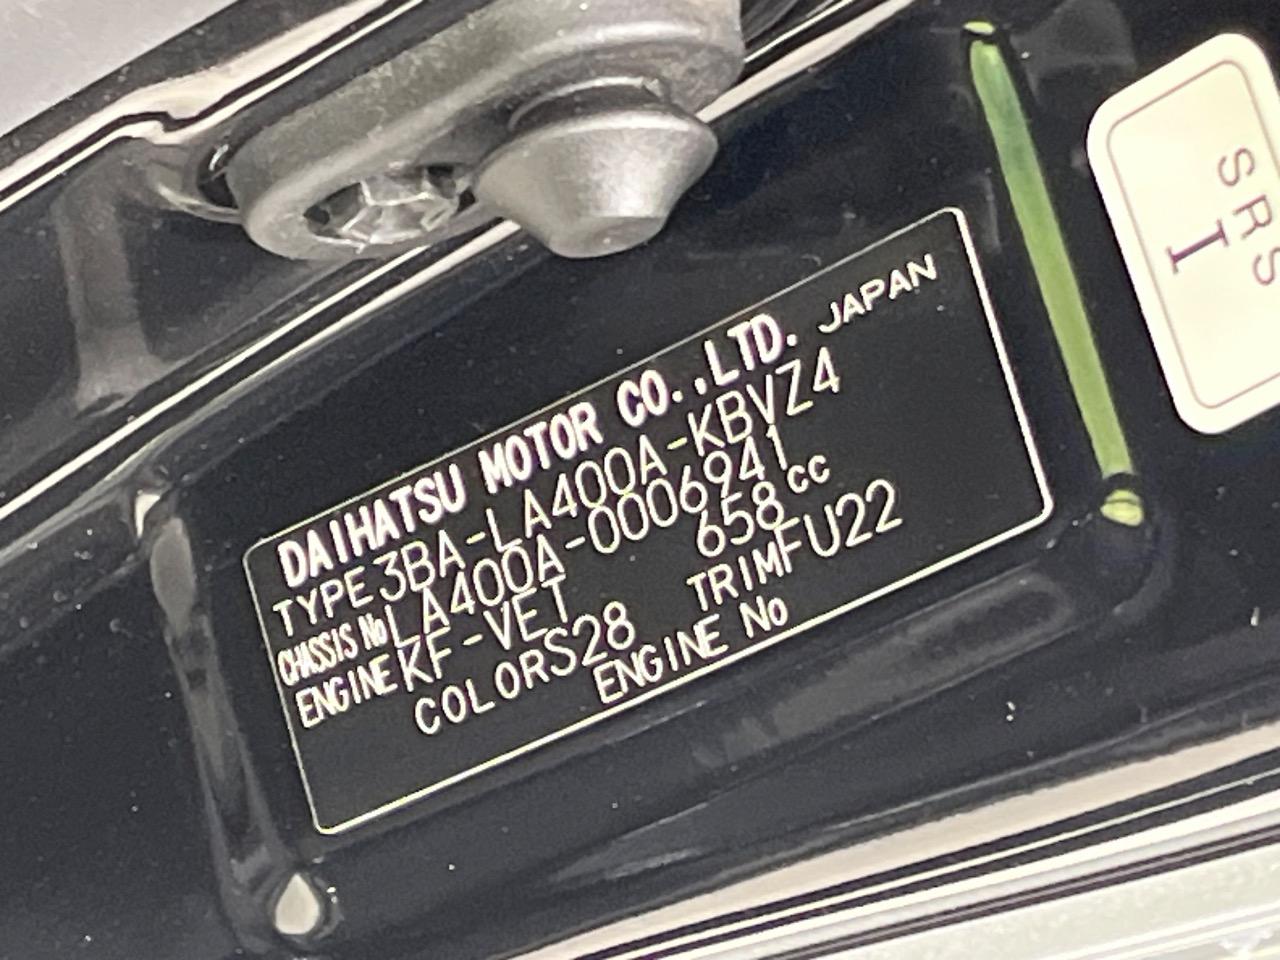 DAIHATSU MOTOR CO.,LTD. JAPAN
TYPE 3BA-LA400A-KBVZ4
CHASSIS No LA400A-0006941
ENGINE KF-VET 658cc
COLOR S28 TRIM FU22
ENGINE No
SRS
I